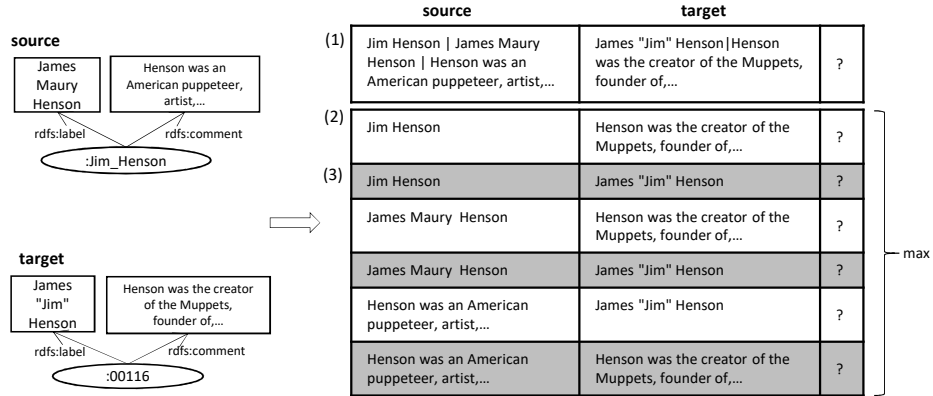 source
James
Maury
Henson
Henson was an
American puppeteer,
artist,...
rdfs:label
rdfs:comment
:Jim_Henson
target
James
"Jim"
Henson
Henson was the creator
of the Muppets,
founder of,...
rdfs:label
rdfs:comment
:00116
source target
(1)
Jim Henson | James Maury
Henson | Henson was an
American puppeteer, artist,...
James "Jim" Henson|Henson
was the creator of the Muppets,
founder of,...
?
(2)
Jim Henson
Henson was the creator of the
Muppets, founder of,...
?
(3)
Jim Henson
James "Jim" Henson
?
James Maury Henson
Henson was the creator of the
Muppets, founder of,...
?
James Maury Henson
James "Jim" Henson
?
Henson was an American
puppeteer, artist,...
James "Jim" Henson
?
Henson was an American
puppeteer, artist,...
Henson was the creator of the
Muppets, founder of,...
?
max